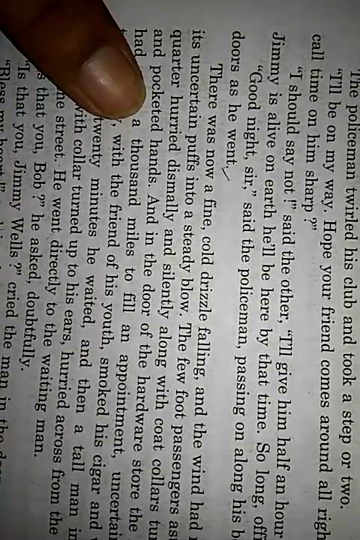 The policeman twirled his club and took a step or two.
"I'll be on my way. Hope your friend comes around all
call time on him sharp?"
"I should say not!" said the other, "I'll give him half an hour
Jimmy is alive on earth he'll be here by that time. So long,
"Good night, sir," said the policeman, passing on along his
doors as he went.
There was now a fine, cold drizzle falling, and the wind had
its uncertain puffs into a steady blow. The few foot passengers
quarter hurried dismally and silently along with coat collars
and pocketed hands. And in the door of the hardware store the
had a thousand miles to fill an appointment,
with the friend of his youth, smoked his cigar and
twenty minutes he waited, and then a tall man
with collar turned up to his ears, hurried across from the
street. He went directly to the waiting man.
that you, Bob?" he asked, doubtfully.
"Is that you, Jimmy Wells?" cried the man in the
"Bless my